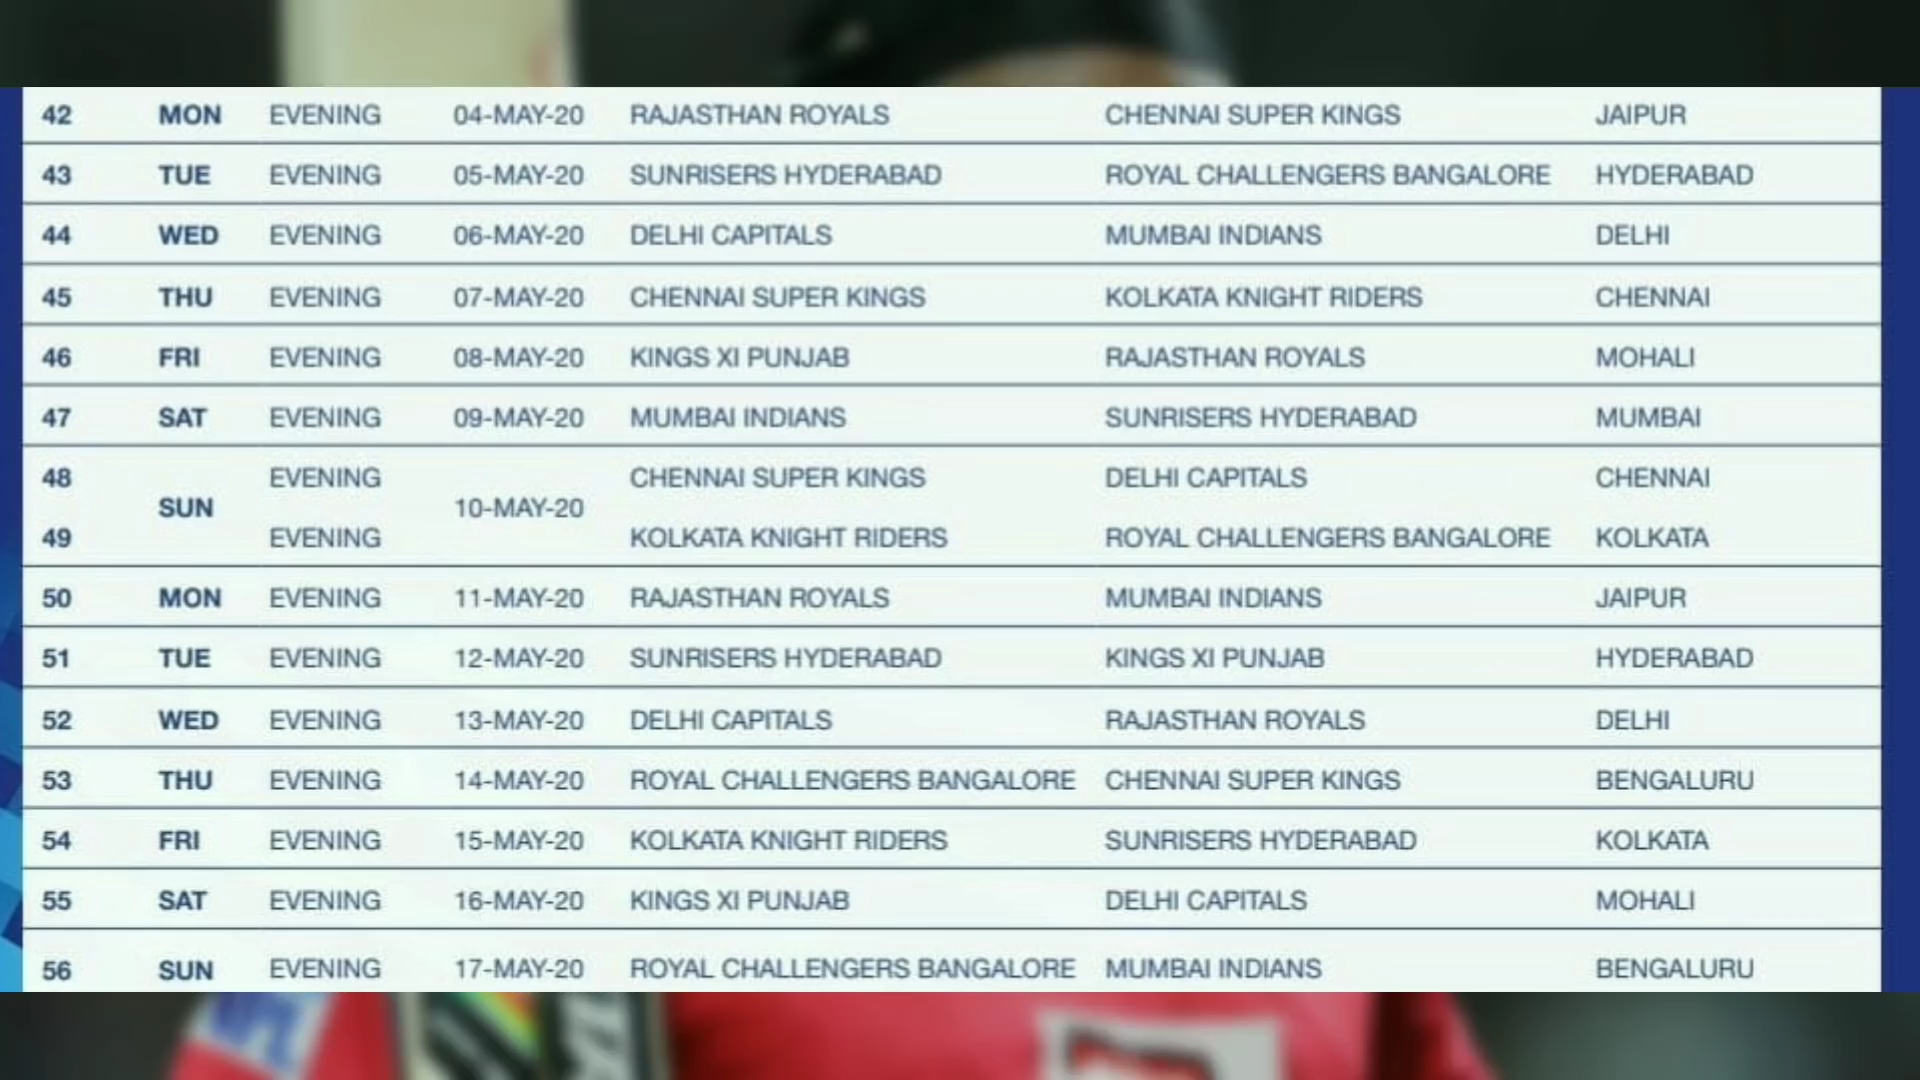 42 MON EVENING 04-MAY-20 RAJASTHAN ROYALS CHENNAI SUPER KINGS JAIPUR
43 TUE EVENING 05-MAY-20 SUNRISERS HYDERABAD ROYAL CHALLENGERS BANGALORE HYDERABAD
44 WED EVENING 06-MAY-20 DELHI CAPITALS MUMBAI INDIANS DELHI
45 THU EVENING 07-MAY-20 CHENNAI SUPER KINGS KOLKATA KNIGHT RIDERS CHENNAI
46 FRI EVENING 08-MAY-20 KINGS XI PUNJAB RAJASTHAN ROYALS MOHALI
47 SAT EVENING 09-MAY-20 MUMBAI INDIANS SUNRISERS HYDERABAD MUMBAI
48 EVENING CHENNAI SUPER KINGS DELHI CAPITALS CHENNAI
SUN 10-MAY-20
49 EVENING KOLKATA KNIGHT RIDERS ROYAL CHALLENGERS BANGALORE KOLKATA
50 MON EVENING 11-MAY-20 RAJASTHAN ROYALS MUMBAI INDIANS JAIPUR
51 TUE EVENING 12-MAY-20 SUNRISERS HYDERABAD KINGS XI PUNJAB HYDERABAD
52 WED EVENING 13-MAY-20 DELHI CAPITALS RAJASTHAN ROYALS DELHI
53 THU EVENING 14-MAY-20 ROYAL CHALLENGERS BANGALORE CHENNAI SUPER KINGS BENGALURU
54 FRI EVENING 15-MAY-20 KOLKATA KNIGHT RIDERS SUNRISERS HYDERABAD KOLKATA
55 SAT EVENING 16-MAY-20 KINGS XI PUNJAB DELHI CAPITALS MOHALI
56 SUN EVENING 17-MAY-20 ROYAL CHALLENGERS BANGALORE MUMBAI INDIANS BENGALURU